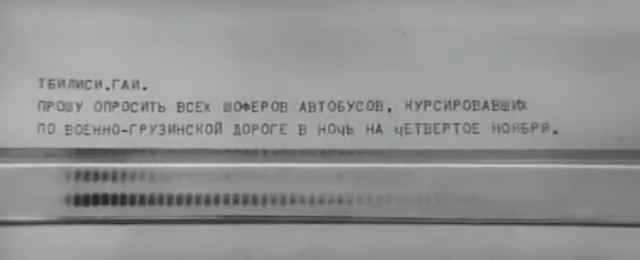 ТБИЛИСИ.ГАИ.
ПРОШУ ОПРОСИТЬ ВСЕХ ШОФЕРОВ АВТОБУСОВ, КУРСИРОВАВШИХ
ПО ВОЕННО-ГРУЗИНСКОЙ ДОРОГЕ В НОЧЬ НА ЧЕТВЕРТОЕ НОЯБРЯ.